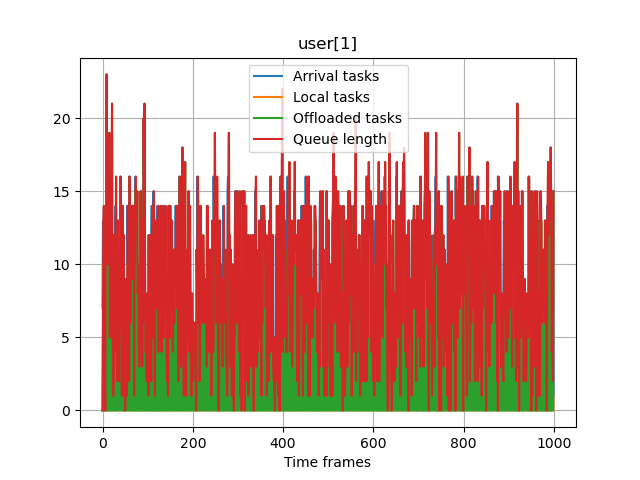 user[1]
Arrival tasks
Local tasks
Offloaded tasks
Queue length
20
15
10
5
0
0 200 400 600 800 1000
Time frames